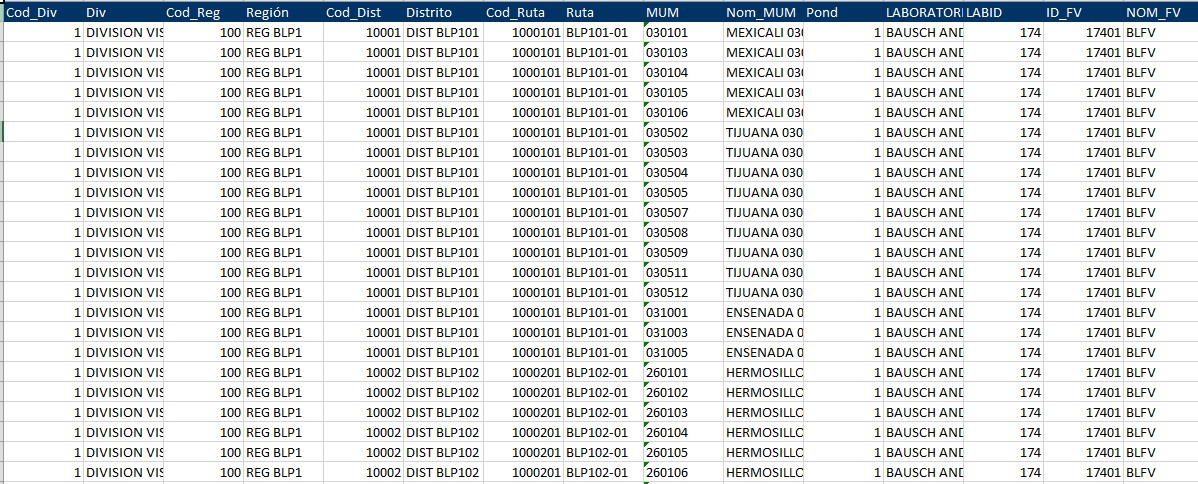 Cod_Div Div Cod_Reg Región Cod_Dist Distrito Cod_Ruta Ruta MUM Nom_MUM Pond LABORATORI LABID ID_FV NOM_FV
1 DIVISION VIS 100 REG BLP1 10001 DIST BLP101 1000101 BLP101-01 030101 MEXICALI 030 1 BAUSCH AND 174 17401 BLFV
1 DIVISION VIS 100 REG BLP1 10001 DIST BLP101 1000101 BLP101-01 030103 MEXICALI 030 1 BAUSCH AND 174 17401 BLFV
1 DIVISION VIS 100 REG BLP1 10001 DIST BLP101 1000101 BLP101-01 030104 MEXICALI 030 1 BAUSCH AND 174 17401 BLFV
1 DIVISION VIS 100 REG BLP1 10001 DIST BLP101 1000101 BLP101-01 030105 MEXICALI 030 1 BAUSCH AND 174 17401 BLFV
1 DIVISION VIS 100 REG BLP1 10001 DIST BLP101 1000101 BLP101-01 030106 MEXICALI 030 1 BAUSCH AND 174 17401 BLFV
1 DIVISION VIS 100 REG BLP1 10001 DIST BLP101 1000101 BLP101-01 030502 TIJUANA 030 1 BAUSCH AND 174 17401 BLFV
1 DIVISION VIS 100 REG BLP1 10001 DIST BLP101 1000101 BLP101-01 030503 TIJUANA 030 1 BAUSCH AND 174 17401 BLFV
1 DIVISION VIS 100 REG BLP1 10001 DIST BLP101 1000101 BLP101-01 030504 TIJUANA 030 1 BAUSCH AND 174 17401 BLFV
1 DIVISION VIS 100 REG BLP1 10001 DIST BLP101 1000101 BLP101-01 030505 TIJUANA 030 1 BAUSCH AND 174 17401 BLFV
1 DIVISION VIS 100 REG BLP1 10001 DIST BLP101 1000101 BLP101-01 030507 TIJUANA 030 1 BAUSCH AND 174 17401 BLFV
1 DIVISION VIS 100 REG BLP1 10001 DIST BLP101 1000101 BLP101-01 030508 TIJUANA 030 1 BAUSCH AND 174 17401 BLFV
1 DIVISION VIS 100 REG BLP1 10001 DIST BLP101 1000101 BLP101-01 030509 TIJUANA 030 1 BAUSCH AND 174 17401 BLFV
1 DIVISION VIS 100 REG BLP1 10001 DIST BLP101 1000101 BLP101-01 030511 TIJUANA 030 1 BAUSCH AND 174 17401 BLFV
1 DIVISION VIS 100 REG BLP1 10001 DIST BLP101 1000101 BLP101-01 030512 TIJUANA 030 1 BAUSCH AND 174 17401 BLFV
1 DIVISION VIS 100 REG BLP1 10001 DIST BLP101 1000101 BLP101-01 031001 ENSENADA 0 1 BAUSCH AND 174 17401 BLFV
1 DIVISION VIS 100 REG BLP1 10001 DIST BLP101 1000101 BLP101-01 031003 ENSENADA 0 1 BAUSCH AND 174 17401 BLFV
1 DIVISION VIS 100 REG BLP1 10001 DIST BLP101 1000101 BLP101-01 031005 ENSENADA 0 1 BAUSCH AND 174 17401 BLFV
1 DIVISION VIS 100 REG BLP1 10002 DIST BLP102 1000201 BLP102-01 260101 HERMOSILLO 1 BAUSCH AND 174 17401 BLFV
1 DIVISION VIS 100 REG BLP1 10002 DIST BLP102 1000201 BLP102-01 260102 HERMOSILLO 1 BAUSCH AND 174 17401 BLFV
1 DIVISION VIS 100 REG BLP1 10002 DIST BLP102 1000201 BLP102-01 260103 HERMOSILLO 1 BAUSCH AND 174 17401 BLFV
1 DIVISION VIS 100 REG BLP1 10002 DIST BLP102 1000201 BLP102-01 260104 HERMOSILLO 1 BAUSCH AND 174 17401 BLFV
1 DIVISION VIS 100 REG BLP1 10002 DIST BLP102 1000201 BLP102-01 260105 HERMOSILLO 1 BAUSCH AND 174 17401 BLFV
1 DIVISION VIS 100 REG BLP1 10002 DIST BLP102 1000201 BLP102-01 260106 HERMOSILLO 1 BAUSCH AND 174 17401 BLFV